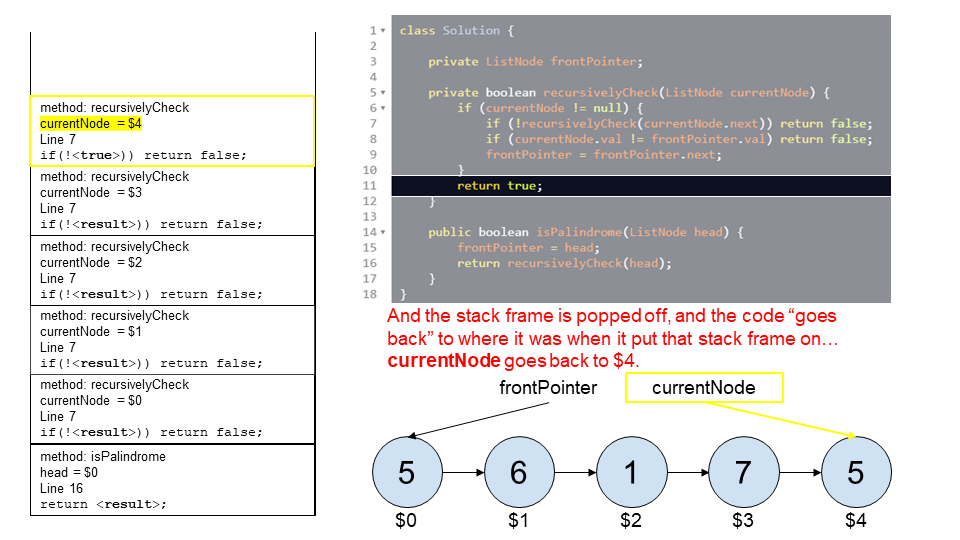 method: recursivelyCheck
currentNode = $4
Line 7
if(!<true>)) return false;
method: recursivelyCheck
currentNode = $3
Line 7
if(!<result>)) return false;
method: recursivelyCheck
currentNode = $2
Line 7
if(!<result>)) return false;
method: recursivelyCheck
currentNode = $1
Line 7
if(!<result>)) return false;
method: recursivelyCheck
currentNode = $0
Line 7
if(!<result>)) return false;
method: isPalindrome
head = $0
Line 16
return <result>;
1 class Solution {
2
3 private ListNode frontPointer;
4
5 private boolean recursivelyCheck(ListNode currentNode) {
6 if (currentNode != null) {
7 if (!recursivelyCheck(currentNode.next)) return false;
8 if (currentNode.val != frontPointer.val) return false;
9 frontPointer = frontPointer.next;
10 }
11 return true;
12 }
13
14 public boolean isPalindrome(ListNode head) {
15 frontPointer = head;
16 return recursivelyCheck(head);
17 }
18 }
And the stack frame is popped off, and the code “goes
back” to where it was when it put that stack frame on…
currentNode goes back to $4.
frontPointer currentNode
5 6 1 7 5
$0 $1 $2 $3 $4